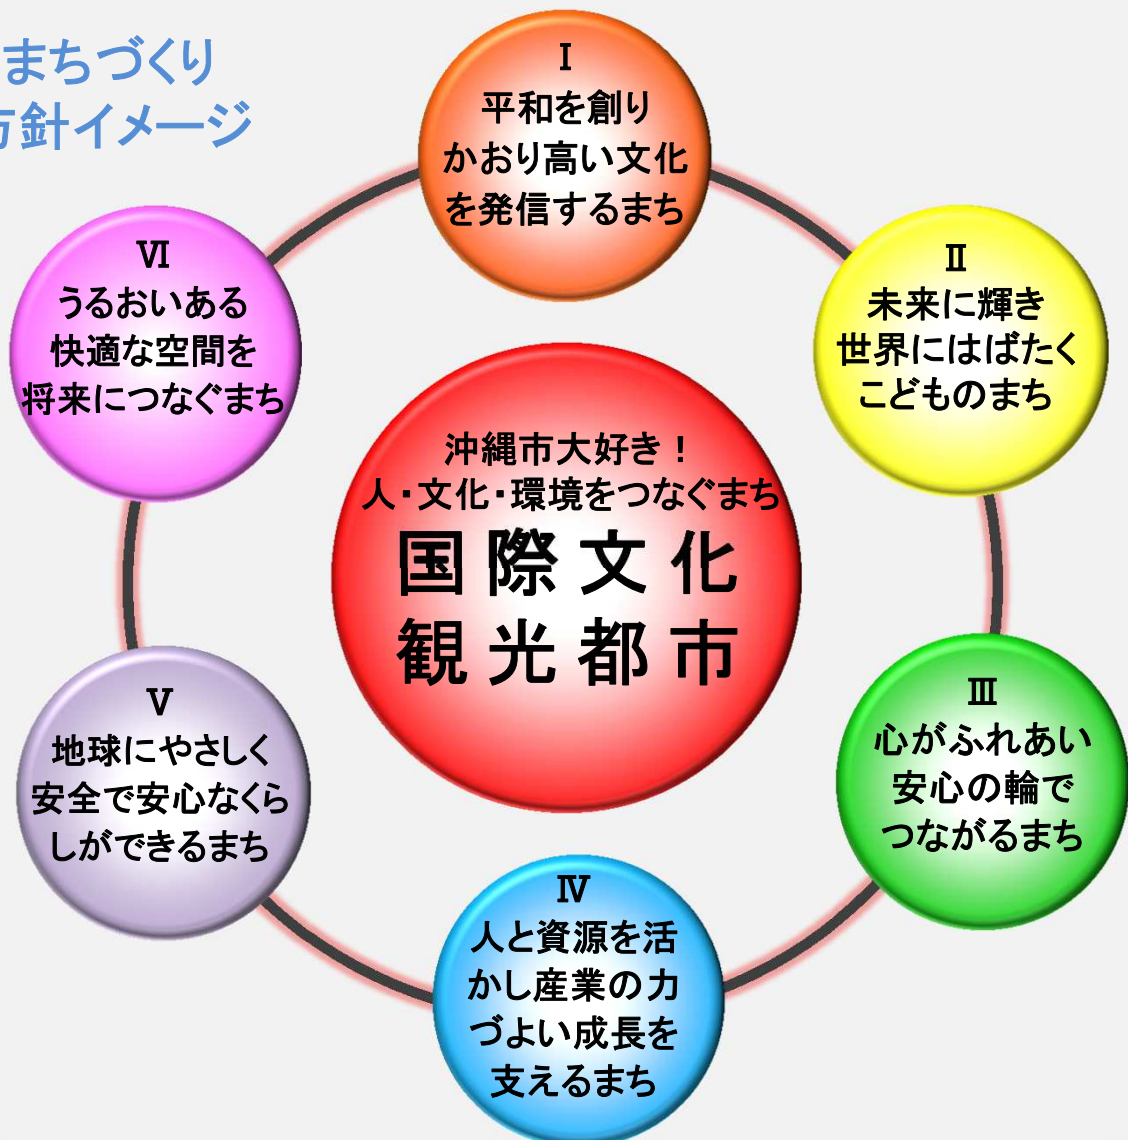 まちづくり
方針イメージ
Ⅰ
平和を創り
かおり高い文化
を発信するまち
Ⅱ
未来に輝き
世界にはばたく
こどものまち
Ⅲ
心がふれあい
安心の輪で
つながるまち
Ⅳ
人と資源を活
かし産業の力
づよい成長を
支えるまち
Ⅴ
地球にやさしく
安全で安心なくら
しができるまち
Ⅵ
うるおいある
快適な空間を
将来につなぐまち
沖縄市大好き！
人・文化・環境をつなぐまち
国際文化
観光都市